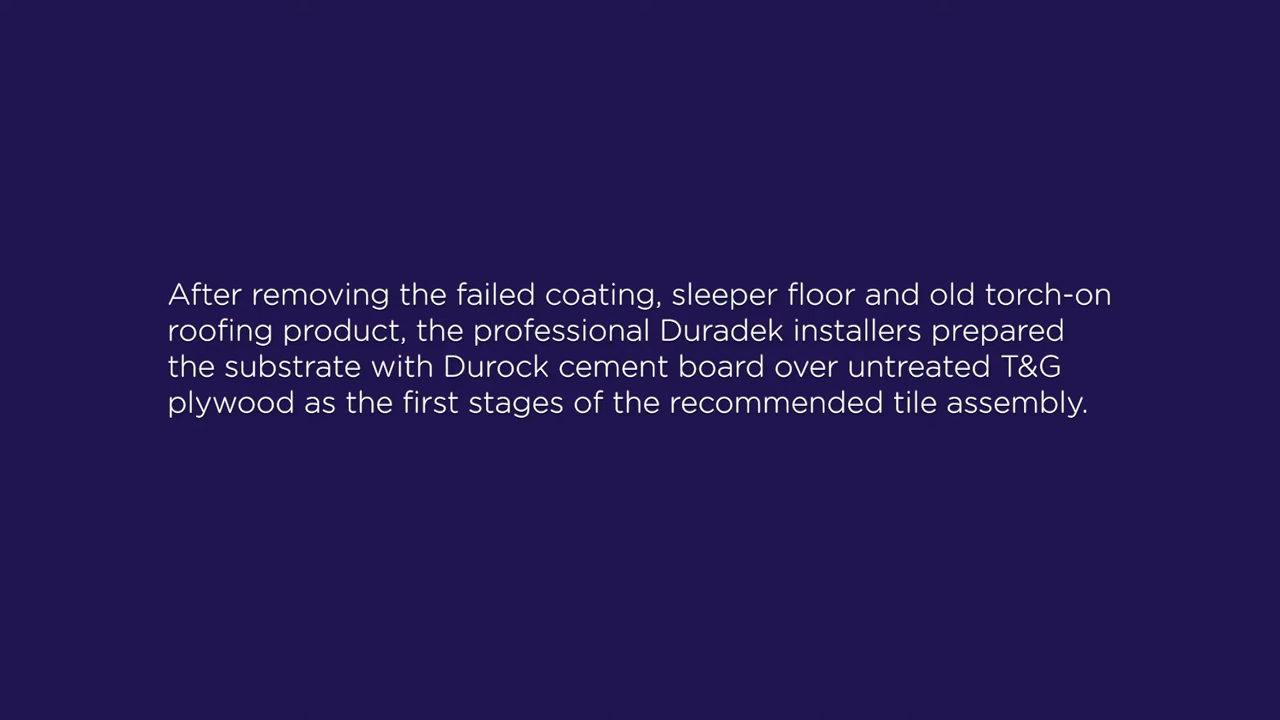 After removing the failed coating, sleeper floor and old torch-on
roofing product, the professional Duradek installers prepared
the substrate with Durock cement board over untreated T&G
plywood as the first stages of the recommended tile assembly.